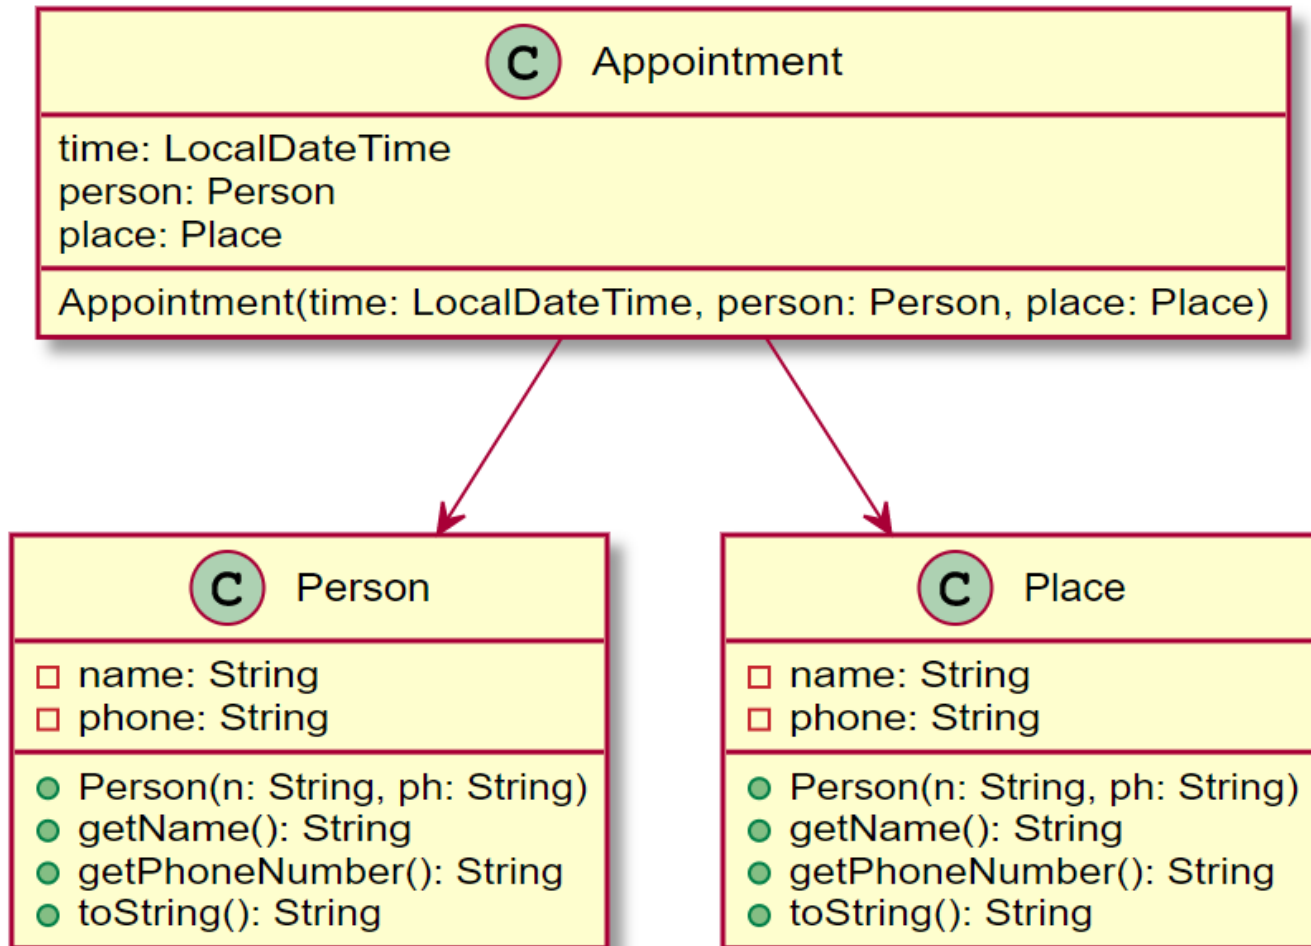 C Appointment
time: LocalDateTime
person: Person
place: Place
Appointment(time: LocalDateTime, person: Person, place: Place)
C Person
name: String
phone: String
Person(n: String, ph: String)
getName(): String
getPhoneNumber(): String
toString(): String
C Place
name: String
phone: String
Person(n: String, ph: String)
getName(): String
getPhoneNumber(): String
toString(): String